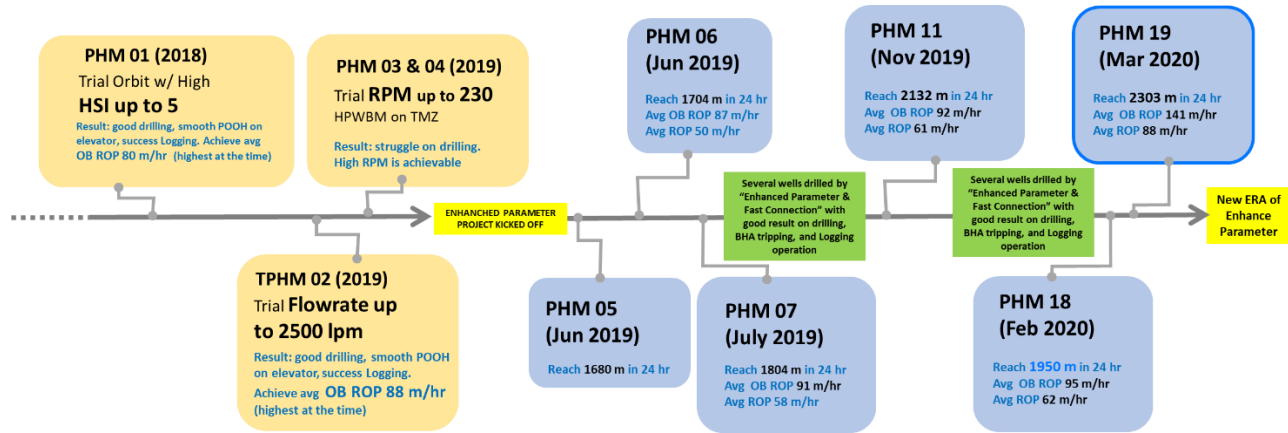 PHM 01 (2018)
Trial Orbit w/ High
HSI up to 5
Result: good drilling, smooth POOH on
elevator, success Logging. Achieve avg
OB ROP 80 m/hr (highest at the time)
PHM 03 & 04 (2019)
Trial RPM up to 230
HPWBM on TMZ
Result: struggle on drilling.
High RPM is achievable
TPHM 02 (2019)
Trial Flowrate up
to 2500 lpm
Result: good drilling, smooth POOH
on elevator, success Logging.
Achieve avg OB ROP 88 m/hr
(highest at the time)
ENHANCHED PARAMETER
PROJECT KICKED OFF
PHM 05
(Jun 2019)
Reach 1680 m in 24 hr
PHM 06
(Jun 2019)
Reach 1704 m in 24 hr
Avg OB ROP 87 m/hr
Avg ROP 50 m/hr
PHM 07
(July 2019)
Reach 1804 m in 24 hr
Avg OB ROP 91 m/hr
Avg ROP 58 m/hr
Several wells drilled by
"Enhanced Parameter &
Fast Connection" with
good result on drilling,
BHA tripping, and Logging
operation
PHM 11
(Nov 2019)
Reach 2132 m in 24 hr
Avg OB ROP 92 m/hr
Avg ROP 61 m/hr
Several wells drilled by
"Enhanced Parameter &
Fast Connection" with
good result on drilling,
BHA tripping, and Logging
operation
PHM 18
(Feb 2020)
Reach 1950 m in 24 hr
Avg OB ROP 95 m/hr
Avg ROP 62 m/hr
PHM 19
(Mar 2020)
Reach 2303 m in 24 hr
Avg OB ROP 141 m/hr
Avg ROP 88 m/hr
New ERA of
Enhance
Parameter